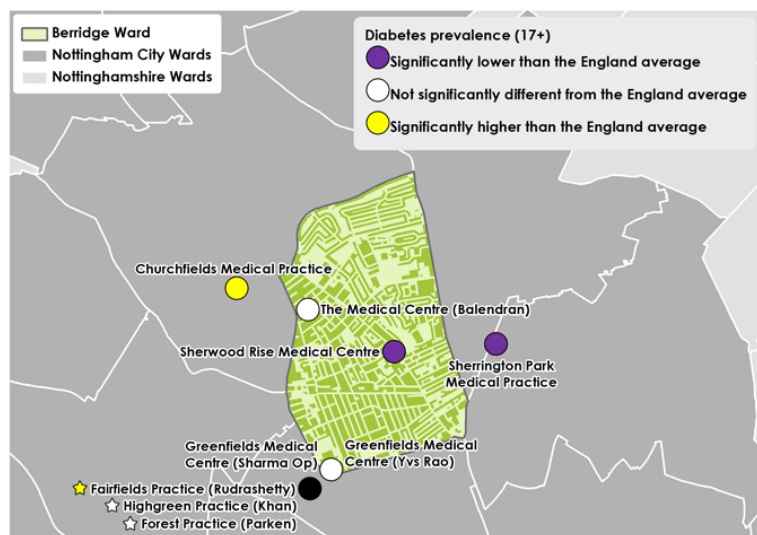 Berridge Ward
Nottingham City Wards
Nottinghamshire Wards
Diabetes prevalence (17+)
Significantly lower than the England average
Not significantly different from the England average
Significantly higher than the England average
Churchfields Medical Practice
The Medical Centre (Balendran)
Sherwood Rise Medical Centre
Sherrington Park
Medical Practice
Greenfields Medical
Centre (Sharma Op)
Greenfields Medical
Centre (Yvs Rao)
Fairfields Practice (Rudrashetty)
Highgreen Practice (Khan)
Forest Practice (Parken)